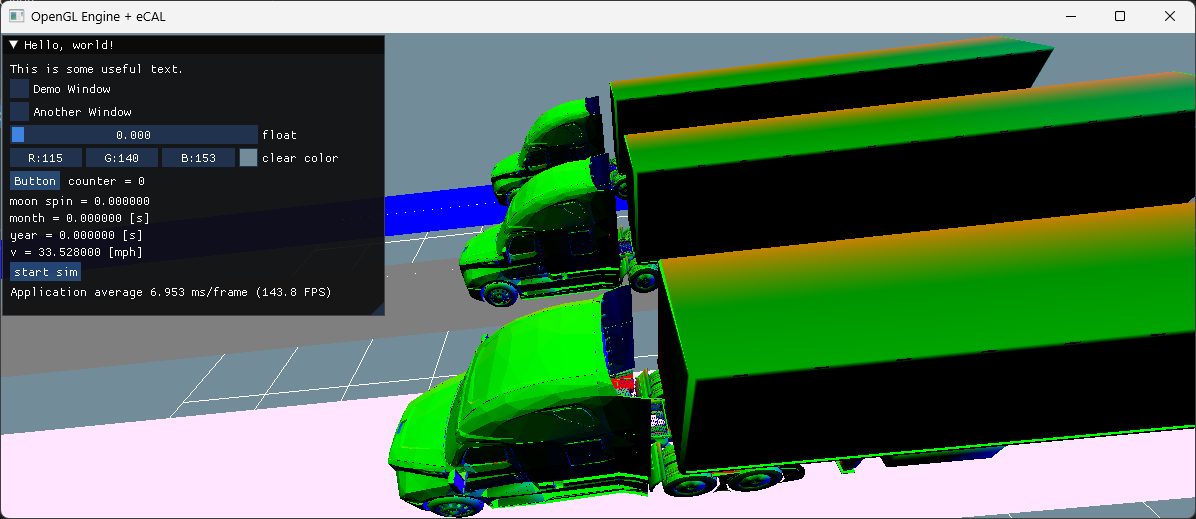 OpenGL Engine + eCAL
Hello, world!
This is some useful text.
Demo Window
Another Window
0.000 float
R:115 G:140 B:153 clear color
Button counter = 0
moon spin = 0.000000
month = 0.000000 [s]
year = 0.000000 [s]
v = 33.528000 [mph]
start sim
Application average 6.953 ms/frame (143.8 FPS)